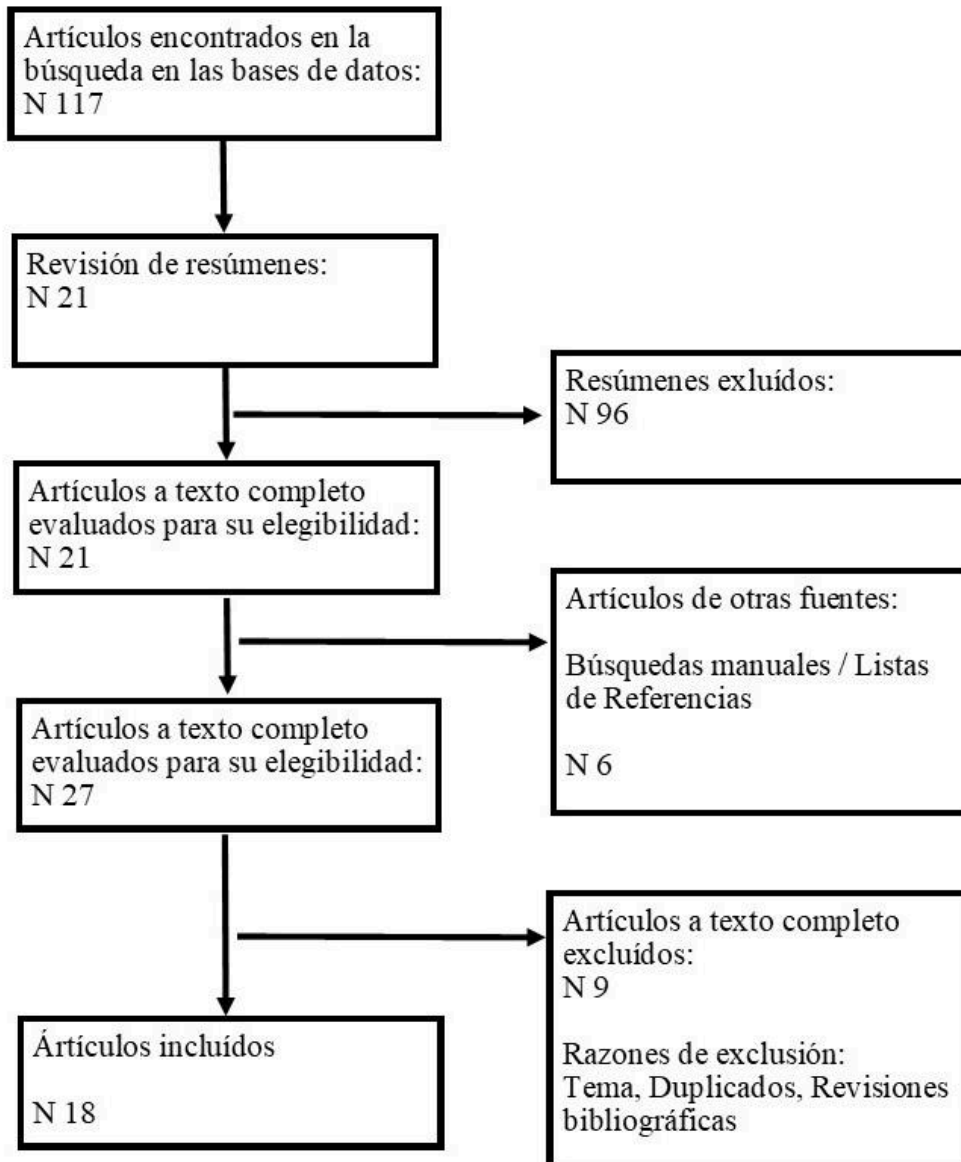 Artículos encontrados en la
búsqueda en las bases de datos:
N 117
Revisión de resúmenes:
N 21
Resúmenes exluídos:
N 96
Artículos a texto completo
evaluados para su elegibilidad:
N 21
Artículos de otras fuentes:
Búsquedas manuales / Listas
de Referencias
N 6
Artículos a texto completo
evaluados para su elegibilidad:
N 27
Artículos a texto completo
excluídos:
N 9
Razones de exclusión:
Tema, Duplicados, Revisiones
bibliográficas
Ártículos incluídos
N 18